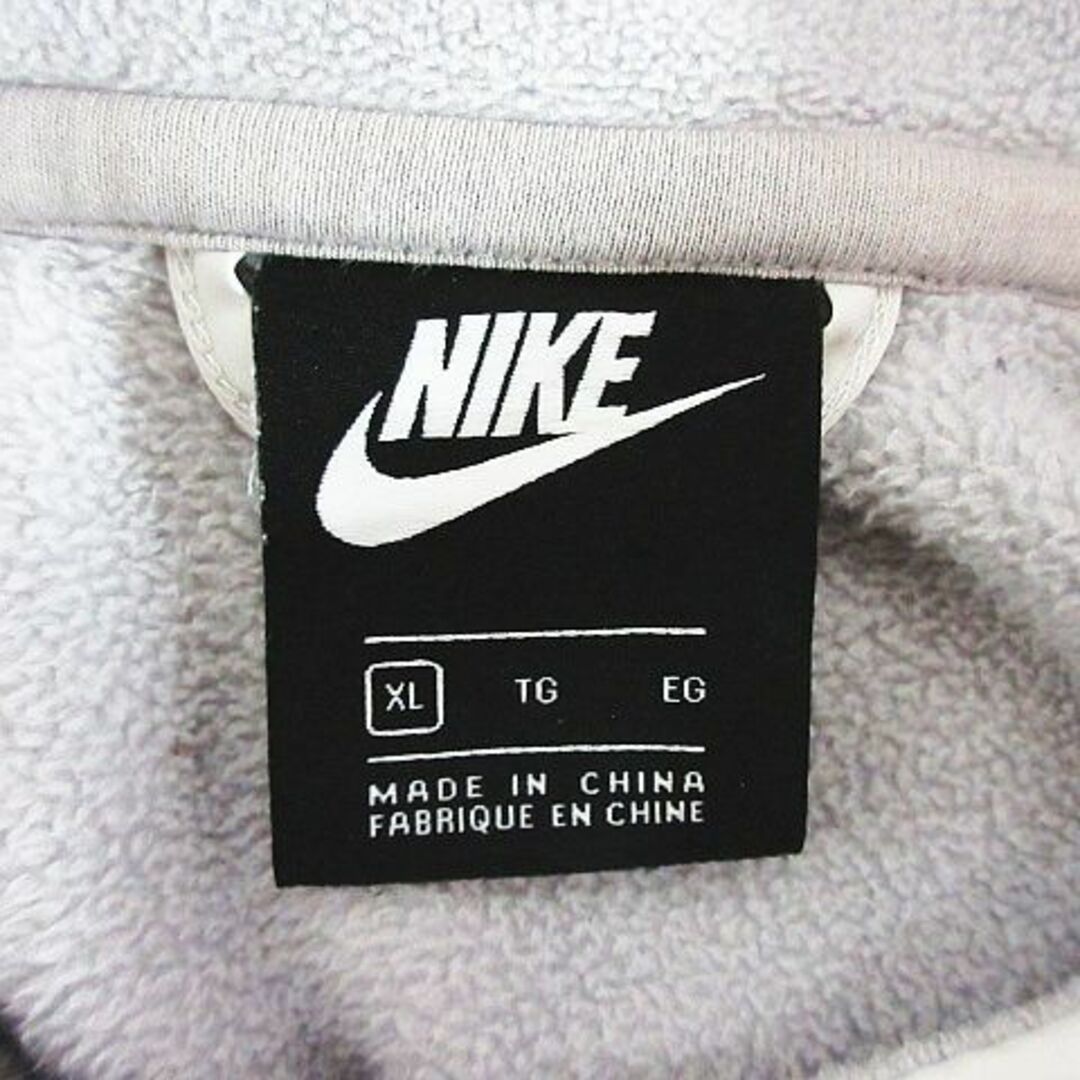 NIKE
XL TG EG
MADE IN CHINA
FABRIQUE EN CHINE